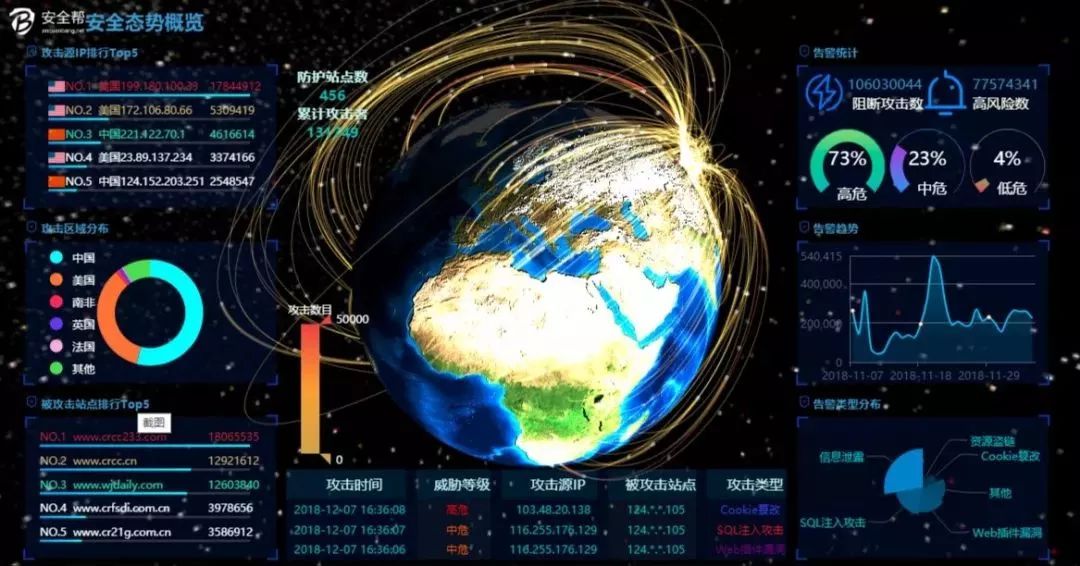 安全帮
anquanbang.net
安全态势概览
攻击源IP排行Top5
NO.1 美国199.180.100.39 17844912
NO.2 美国172.106.80.66 5309419
NO.3 中国221.122.70.1 4616614
NO.4 美国23.89.137.234 3374166
NO.5 中国124.152.203.251 2548547
攻击区域分布
中国
美国
南非
英国
法国
其他
被攻击站点排行Top5
截图
NO.1 www.crcc233.com 18065535
NO.2 www.crcc.cn 12921612
NO.3 www.wjtdaily.com 12603840
NO.4 www.crfsdi.com.cn 3978656
NO.5 www.cr21g.com.cn 3586912
防护站点数
456
累计攻击者
攻击数目
50000
0
攻击时间 威胁等级 攻击源IP 被攻击站点 攻击类型
2018-12-07 16:36:08 高危 103.48.20.138 124.*.*.105 Cookie篡改
2018-12-07 16:36:07 中危 116.255.176.129 124.*.*.105 SQL注入攻击
2018-12-07 16:36:06 中危 116.255.176.129 124.*.*.105 Web插件漏洞
告警统计
106030044 77574341
阻断攻击数 高风险数
73% 23% 4%
高危 中危 低危
告警趋势
540,415
400,000
200,000
0
2018-11-07 2018-11-18 2018-11-29
告警类型分布
资源盗链
信息泄露
Cookie篡改
其他
SQL注入攻击
Web插件漏洞